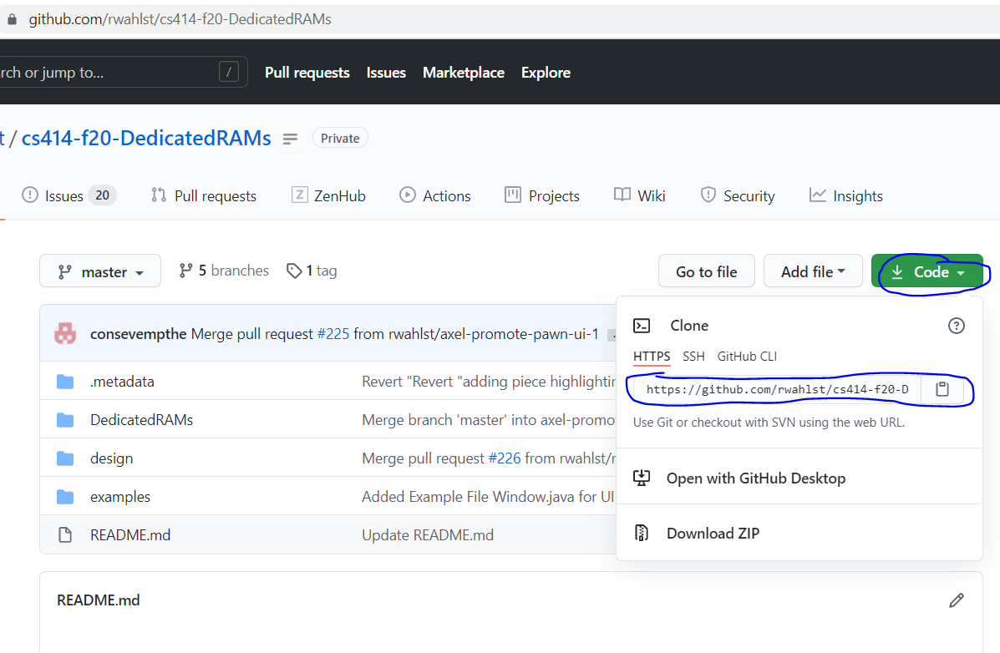 github.com/rwahlst/cs414-f20-DedicatedRAMs
rch or jump to... / Pull requests Issues Marketplace Explore
t / cs414-f20-DedicatedRAMs Private
Issues 20 Pull requests Z ZenHub Actions Projects Wiki Security Insights
master 5 branches 1 tag Go to file Add file Code
consevempthe Merge pull request #225 from rwahlst/axel-promote-pawn-ui-1
.metadata Revert "Revert "adding piece highlightin
DedicatedRAMs Merge branch 'master' into axel-promo
design Merge pull request #226 from rwahlst/r
examples Added Example File Window.java for UI
README.md Update README.md
Clone
HTTPS SSH GitHub CLI
https://github.com/rwahlst/cs414-f20-D
Use Git or checkout with SVN using the web URL.
Open with GitHub Desktop
Download ZIP
README.md